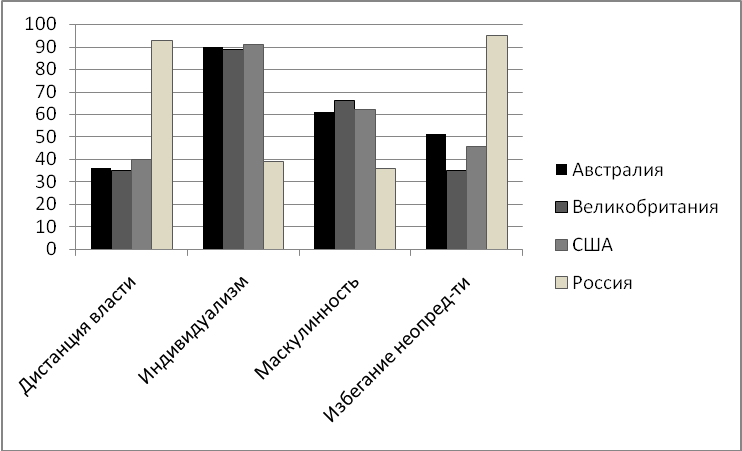 100
90
80
70
60
50
40
30
20
10
0
Дистанция власти
Индивидуализм
Маскулинность
Избегание неопред-ти
Австралия
Великобритания
США
Россия